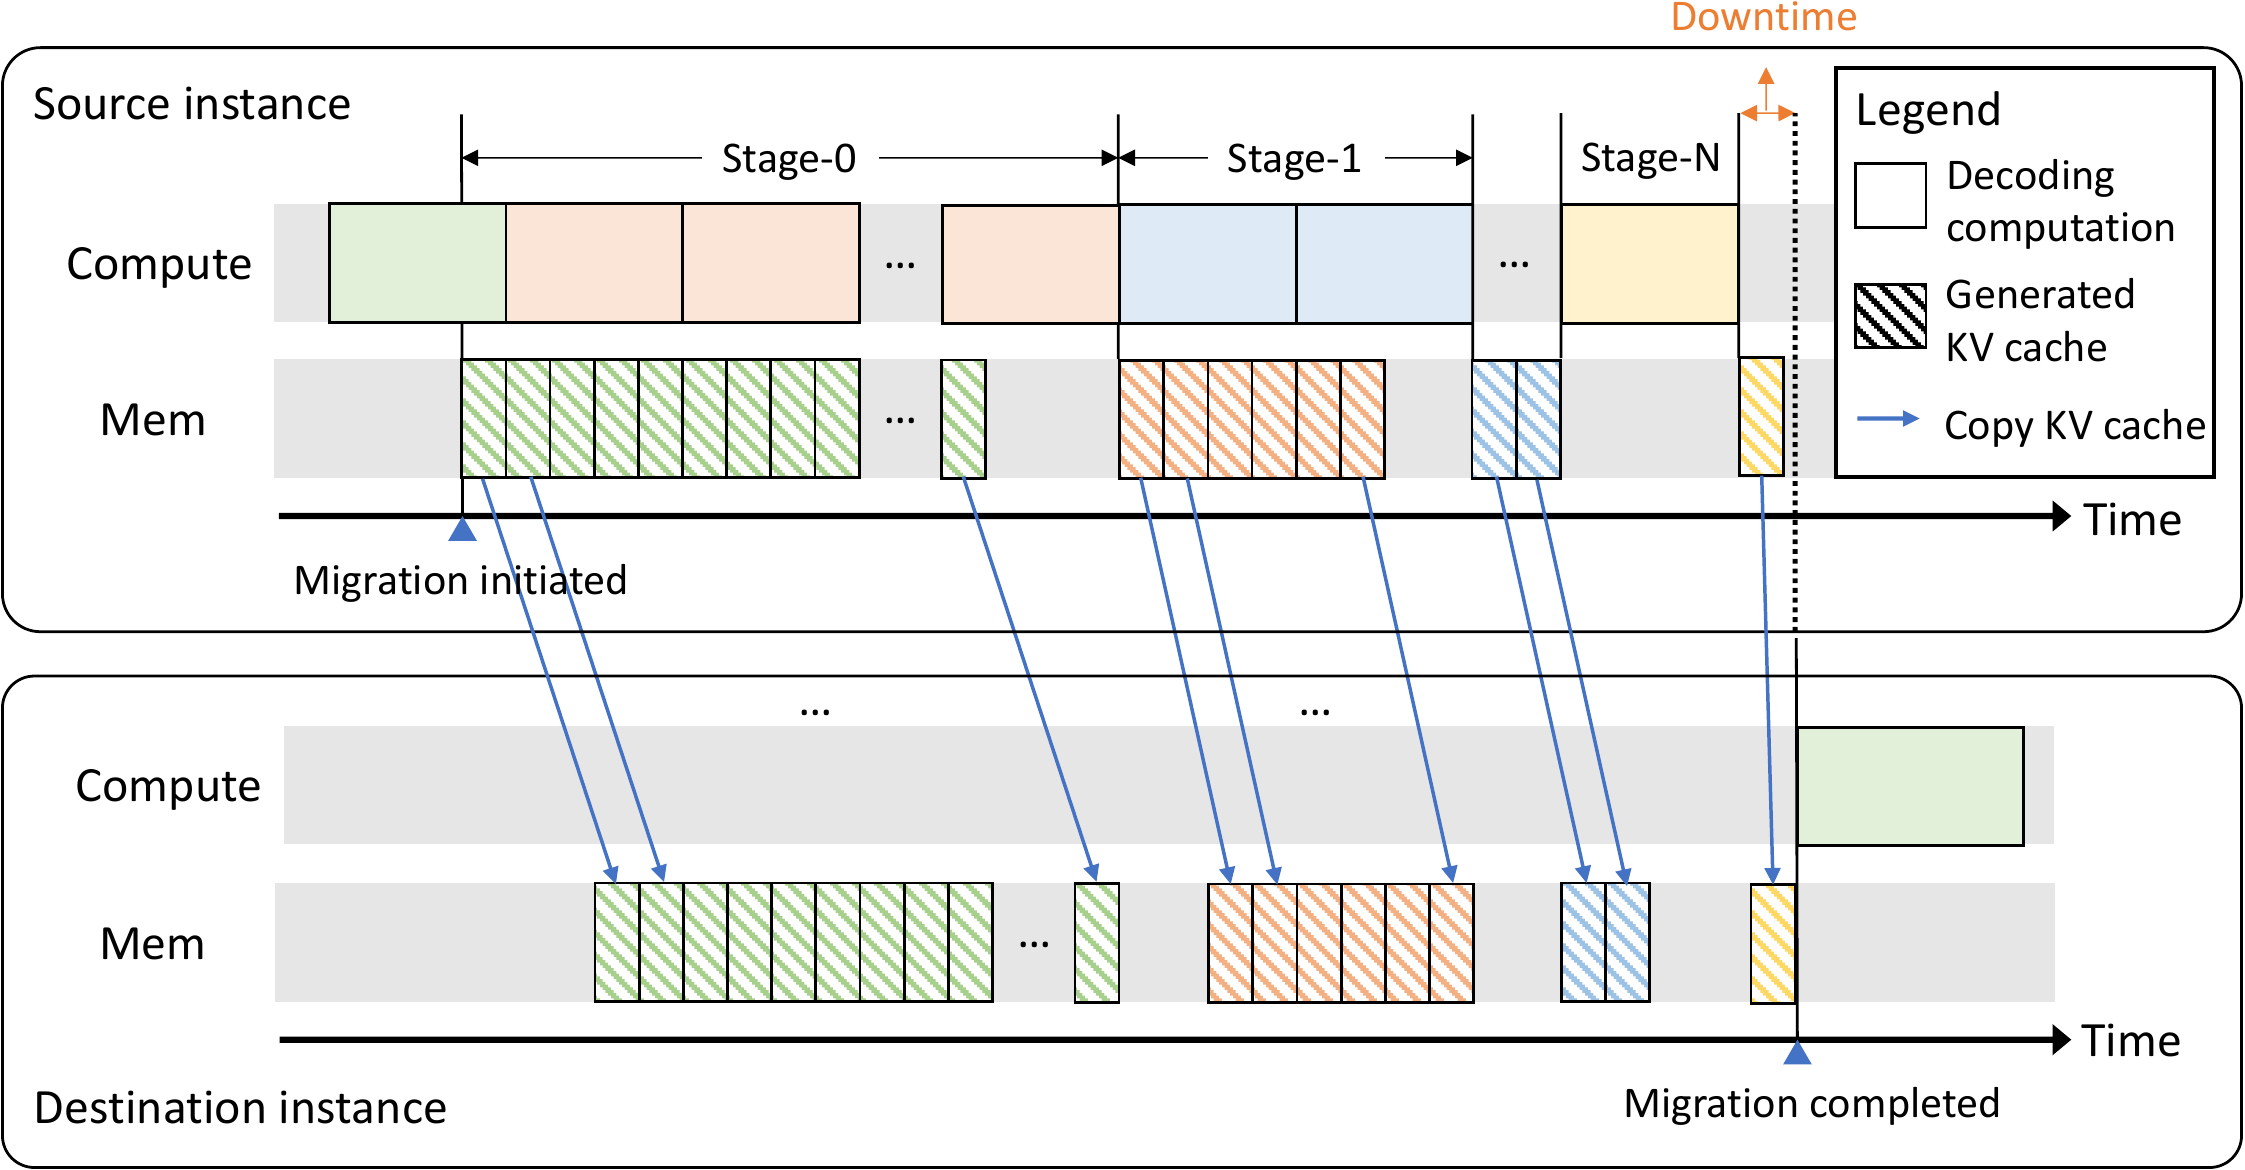 Downtime
Source instance
Legend
Stage-0
Stage-1
Stage-N
Decoding
computation
Compute
...
...
Generated
KV cache
Mem
...
Copy KV cache
Time
Migration initiated
...
...
Compute
Mem
...
Time
Destination instance
Migration completed